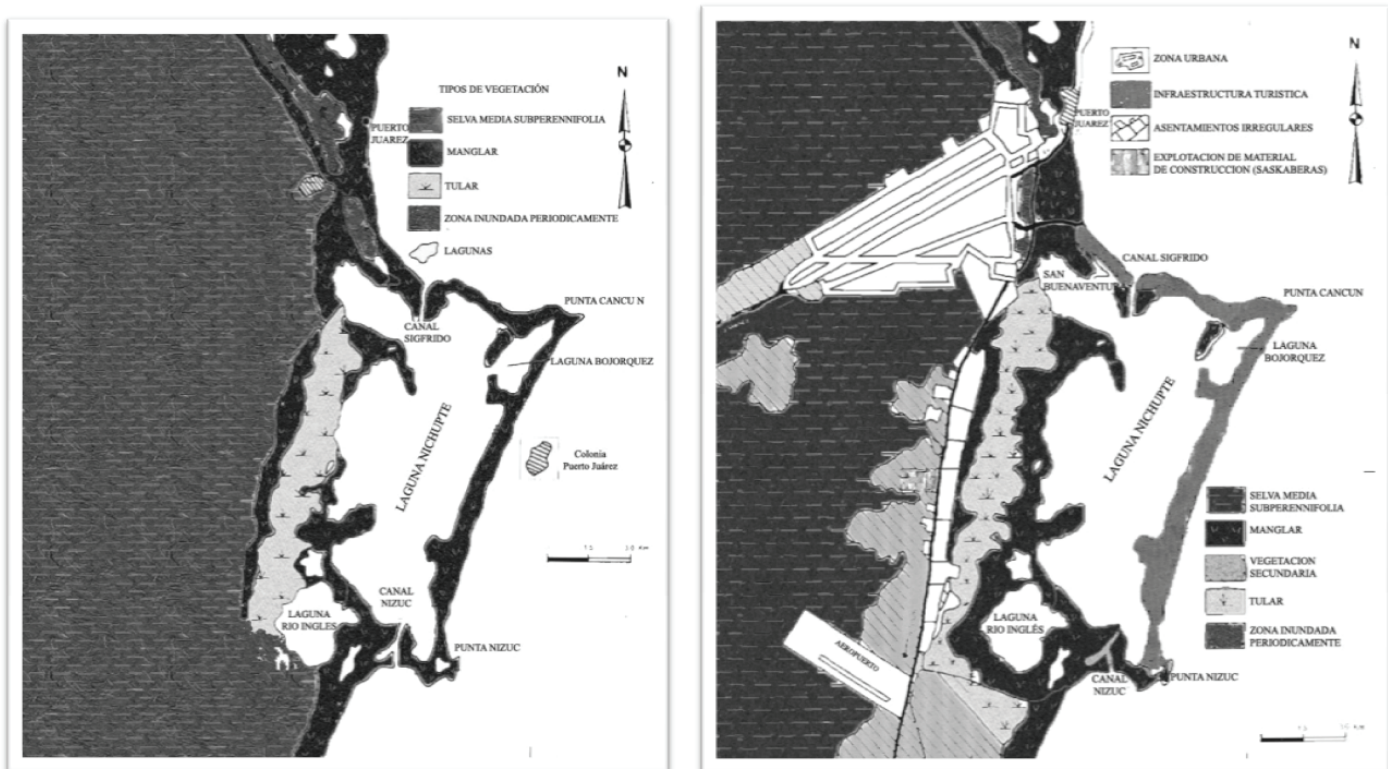 N
TIPOS DE VEGETACIÓN
SELVA MEDIA SUBPERENNIFOLIA
MANGLAR
TULAR
ZONA INUNDADA PERIODICAMENTE
LAGUNAS
PUERTO
JUAREZ
PUNTA CANCU N
CANAL
SIGFRIDO
LAGUNA BOJORQUEZ
LAGUNA NICHUPTE
Colonia
Puerto Juárez
CANAL
NIZUC
LAGUNA
RIO INGLES
PUNTA NIZUC
N
ZONA URBANA
INFRAESTRUCTURA TURISTICA
ASENTAMIENTOS IRREGULARES
EXPLOTACION DE MATERIAL
DE CONSTRUCCION (SASKABERAS)
PUERTO
JUAREZ
CANAL SIGFRIDO
SAN
BUENAVENTU
PUNTA CANCUN
LAGUNA
BOJORQUEZ
LAGUNA NICHUPTE
SELVA MEDIA
SUBPERENNIFOLIA
MANGLAR
VEGETACION
SECUNDARIA
TULAR
ZONA INUNDADA
PERIODICAMENTE
LAGUNA
RIO INGLÉS
AEROPUERTO
CANAL
NIZUC
PUNTA NIZUC